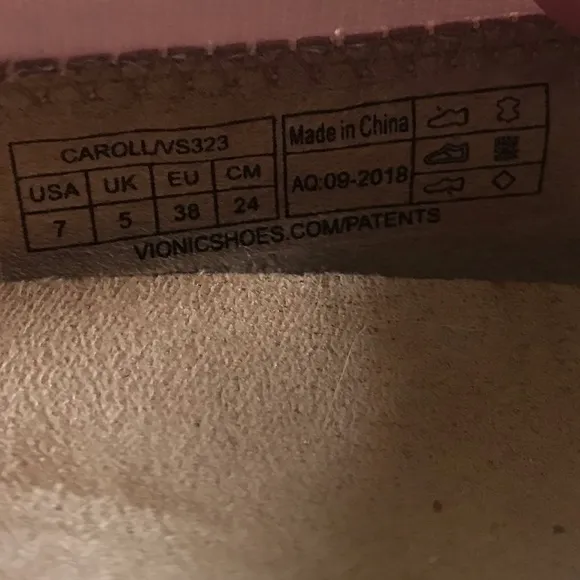 CAROLL/VS323
USA UK EU CM
7 5 38 24
Made in China
AQ:09-2018
VIONICSHOES.COM/PATENTS